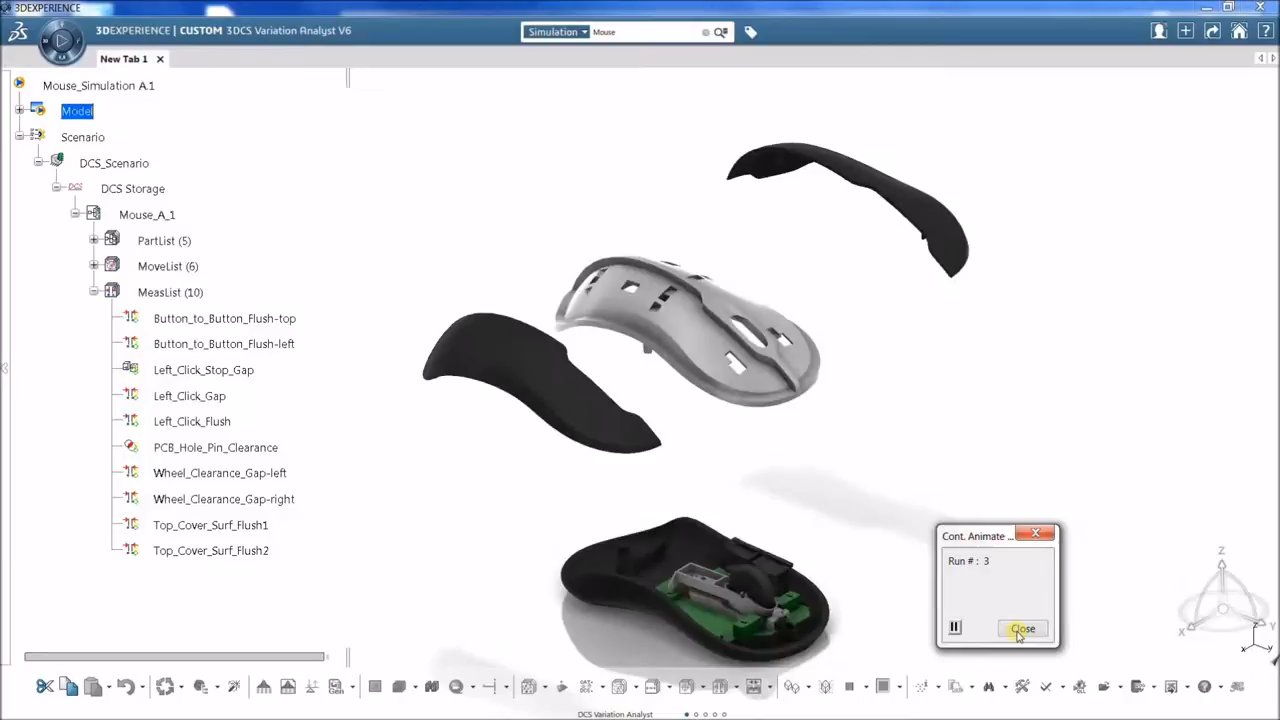 3DEXPERIENCE
3DEXPERIENCE | CUSTOM 3DCS Variation Analyst V6
Simulation
Mouse
New Tab 1
Mouse_Simulation A.1
Model
Scenario
DCS_Scenario
DCS Storage
Mouse_A_1
PartList (5)
MoveList (6)
MeasList (10)
Button_to_Button_Flush-top
Button_to_Button_Flush-left
Left_Click_Stop_Gap
Left_Click_Gap
Left_Click_Flush
PCB_Hole_Pin_Clearance
Wheel_Clearance_Gap-left
Wheel_Clearance_Gap-right
Top_Cover_Surf_Flush1
Top_Cover_Surf_Flush2
Cont. Animate ...
Run # : 3
Close
Z
X
Y
DCS Variation Analyst